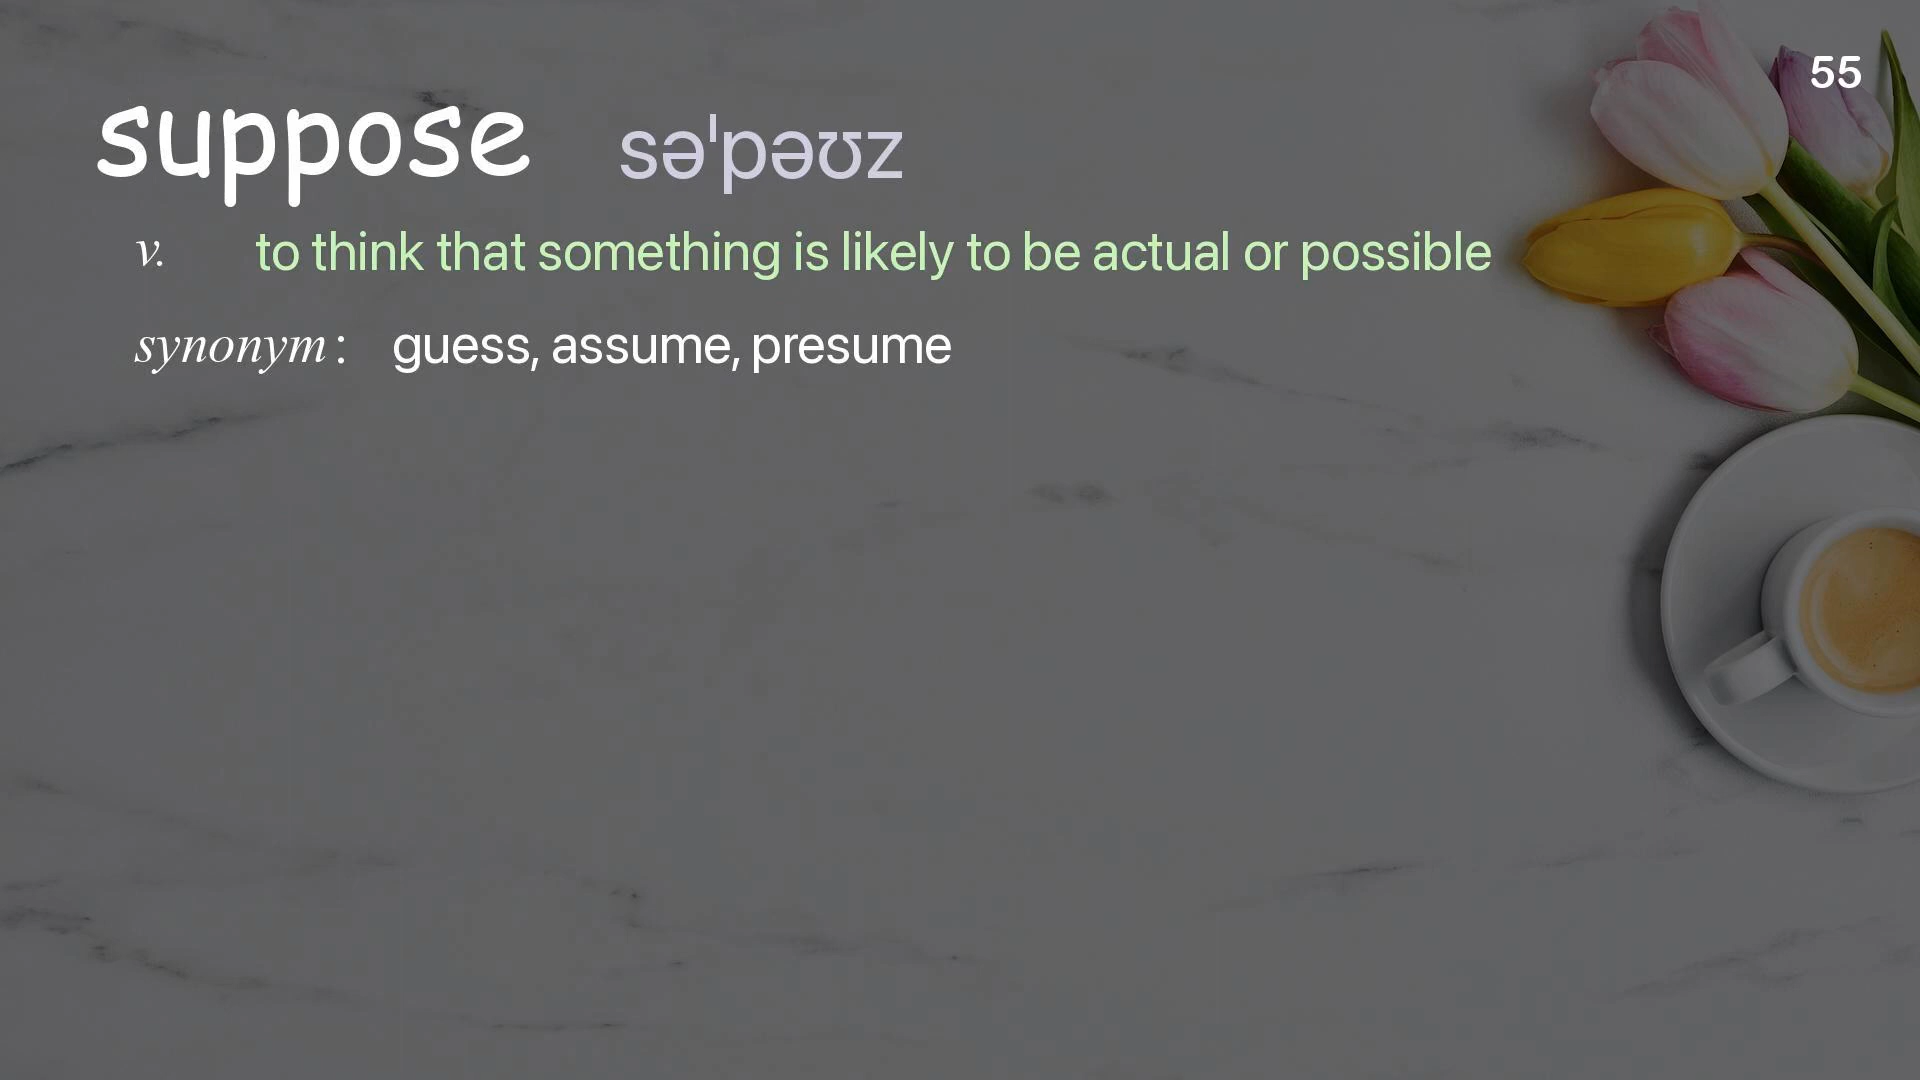 55
suppose səˈpəʊz
v. to think that something is likely to be actual or possible
synonym : guess, assume, presume